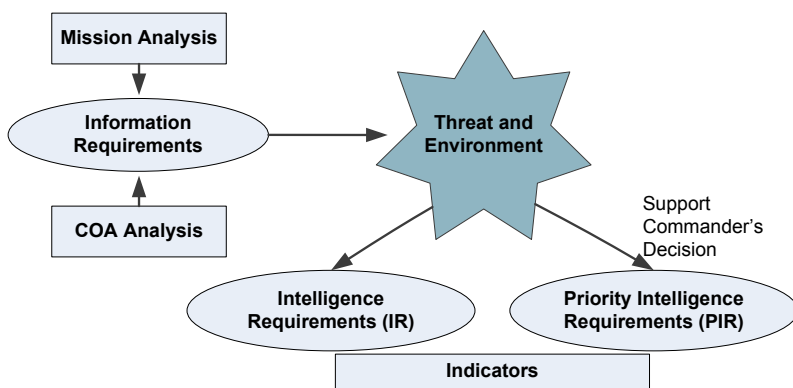 Mission Analysis
Information
Requirements
COA Analysis
Threat and
Environment
Support
Commander's
Decision
Intelligence
Requirements (IR)
Priority Intelligence
Requirements (PIR)
Indicators